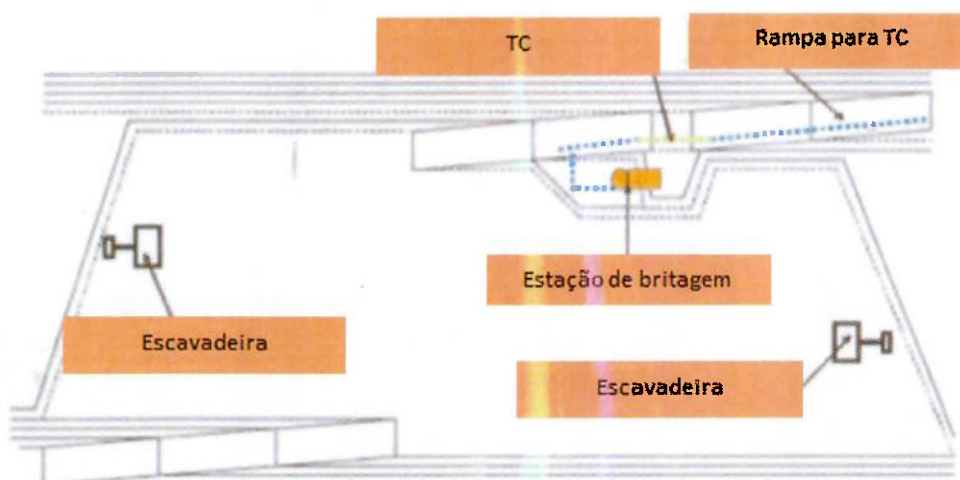 TC
Rampa para TC
Estação de britagem
Escavadeira
Escavadeira